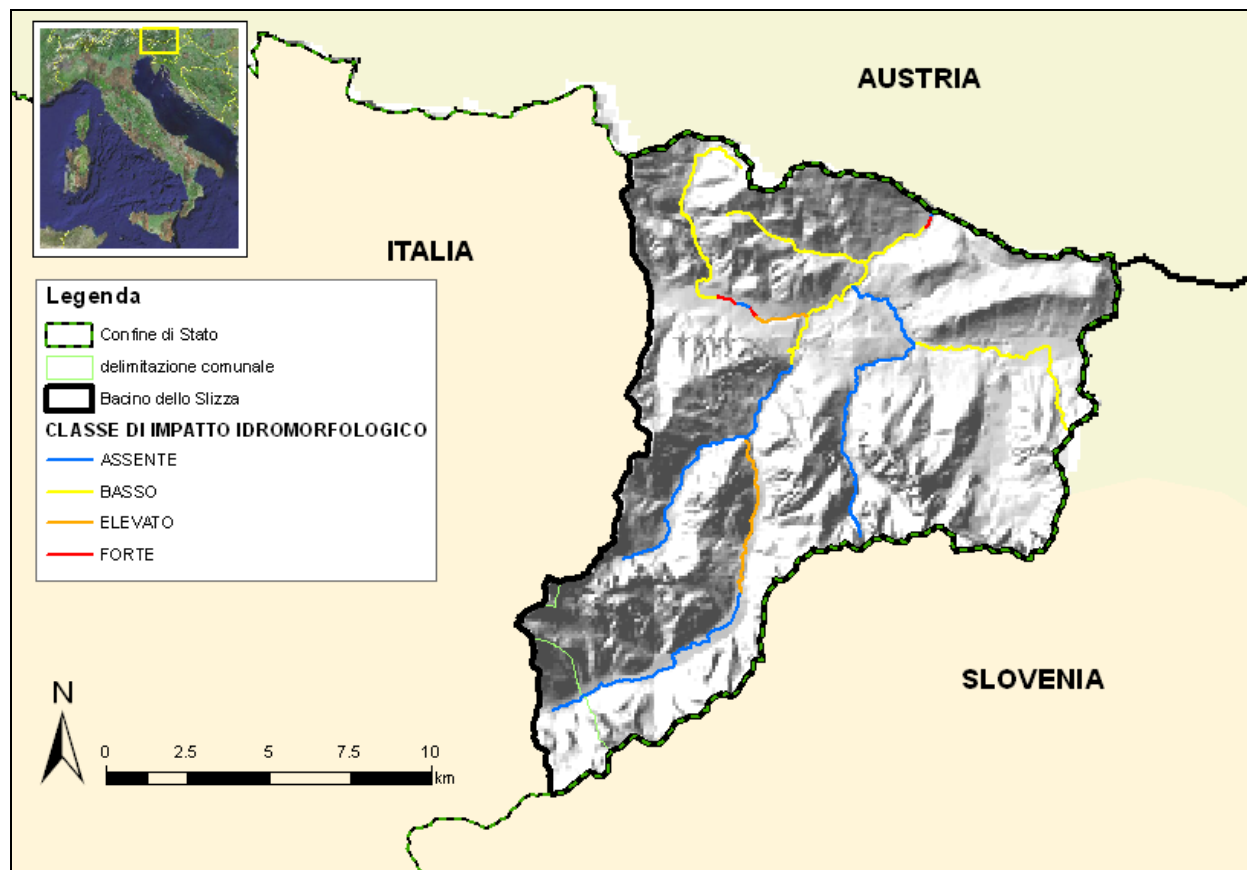 AUSTRIA
ITALIA
Legenda
Confine di Stato
delimitazione comunale
Bacino dello Slizza
CLASSE DI IMPATTO IDROMORFOLOGICO
ASSENTE
BASSO
ELEVATO
FORTE
SLOVENIA
N
0 2.5 5 7.5 10
km